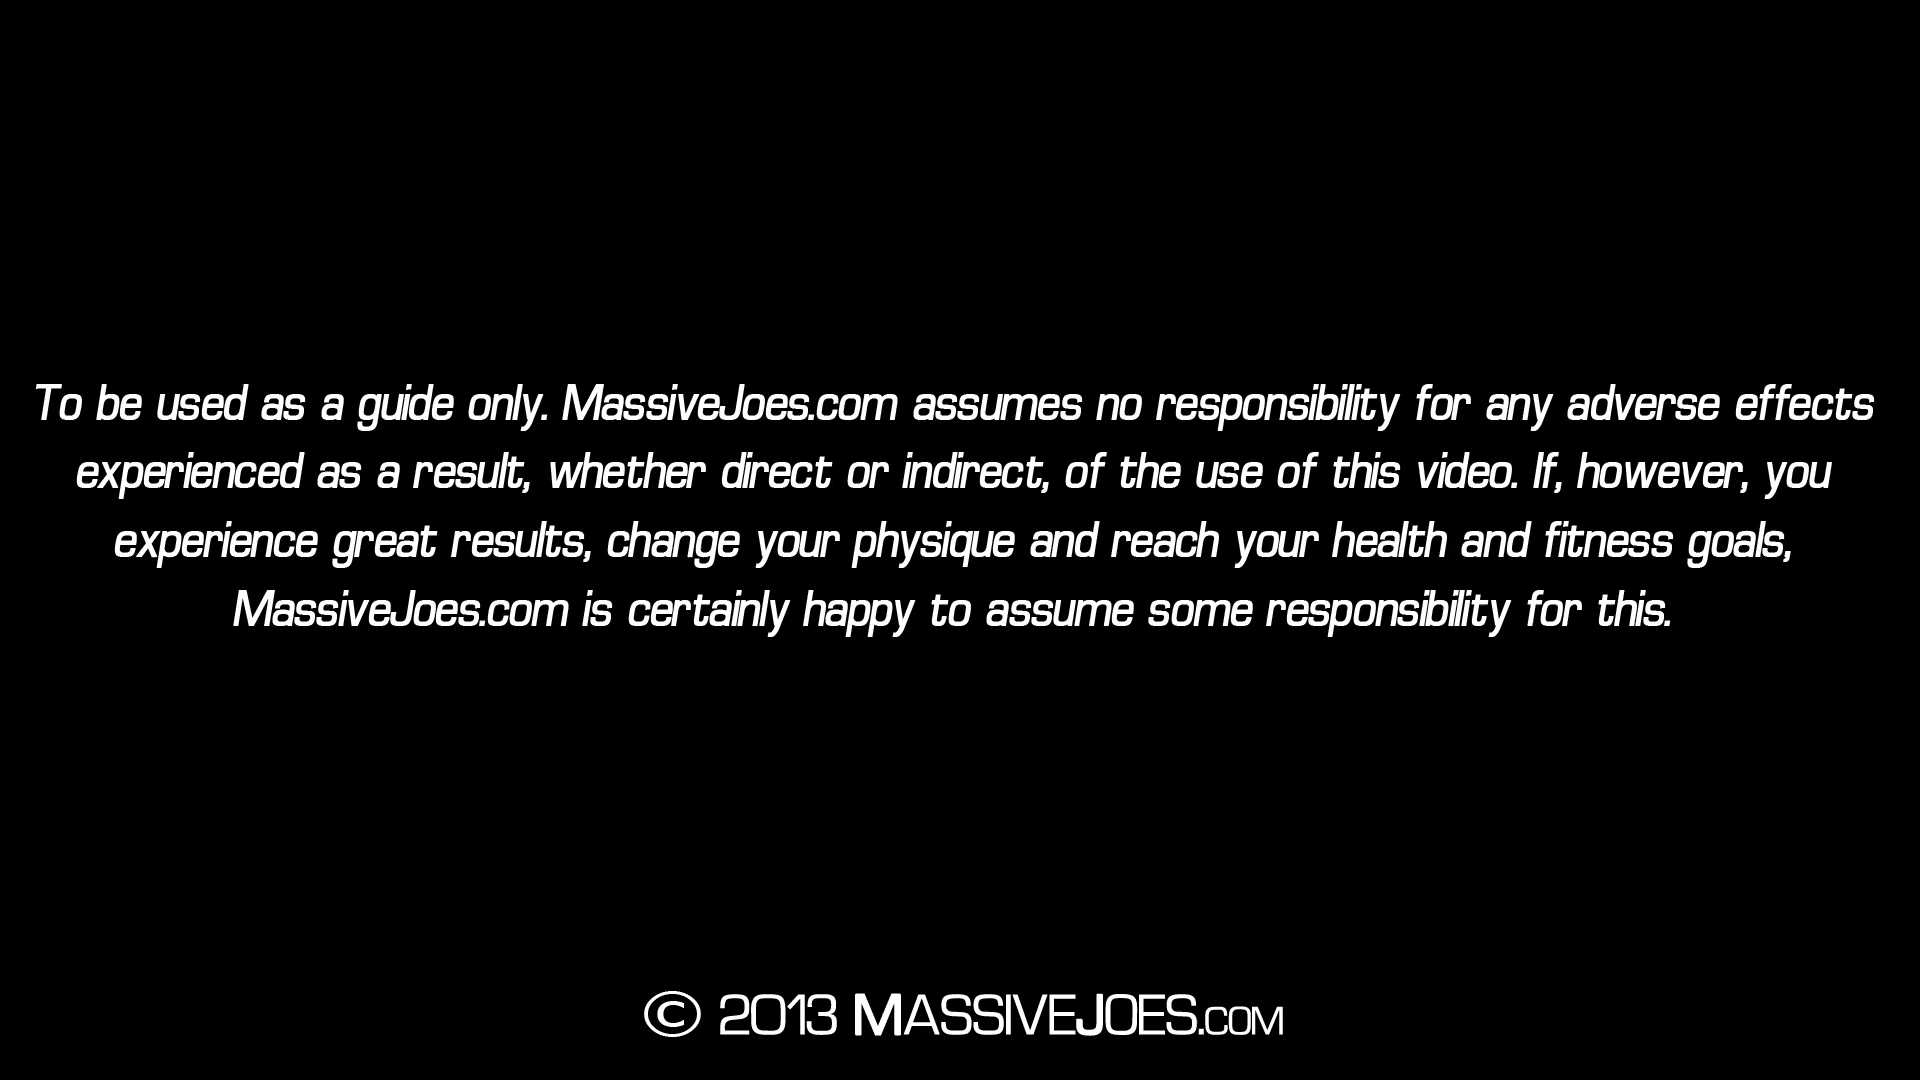 To be used as a guide only. MassiveJoes.com assumes no responsibility for any adverse effects
experienced as a result, whether direct or indirect, of the use of this video. If, however, you
experience great results, change your physique and reach your health and fitness goals,
MassiveJoes.com is certainly happy to assume some responsibility for this.
© 2013 MASSIVEJOES.COM